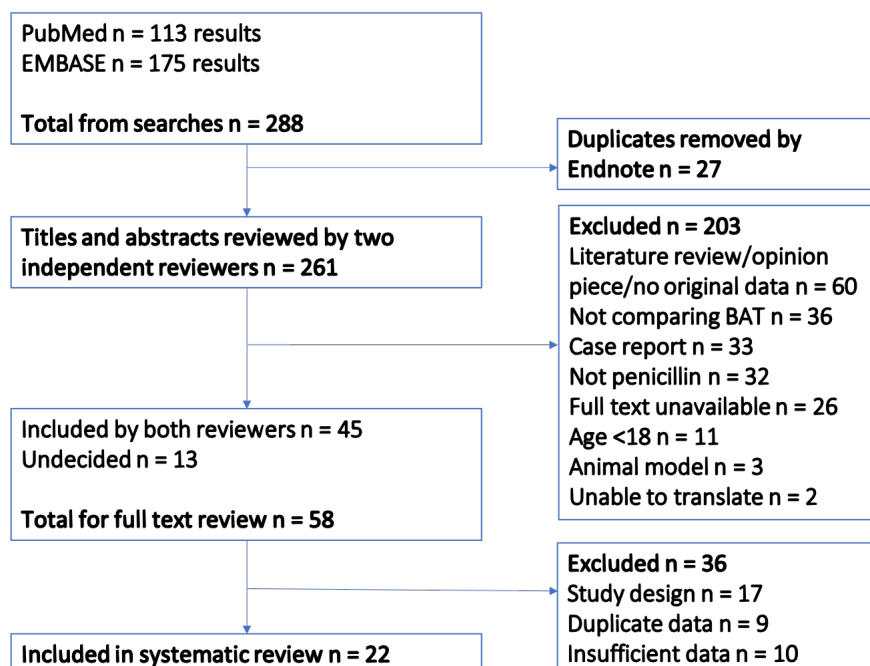 PubMed n = 113 results
EMBASE n = 175 results
Total from searches n = 288
Duplicates removed by
Endnote n = 27
Titles and abstracts reviewed by two
independent reviewers n = 261
Excluded n = 203
Literature review/opinion
piece/no original data n = 60
Not comparing BAT n = 36
Case report n = 33
Not penicillin n = 32
Full text unavailable n = 26
Age <18 n = 11
Animal model n = 3
Unable to translate n = 2
Included by both reviewers n = 45
Undecided n = 13
Total for full text review n = 58
Excluded n = 36
Study design n = 17
Duplicate data n = 9
Insufficient data n = 10
Included in systematic review n = 22